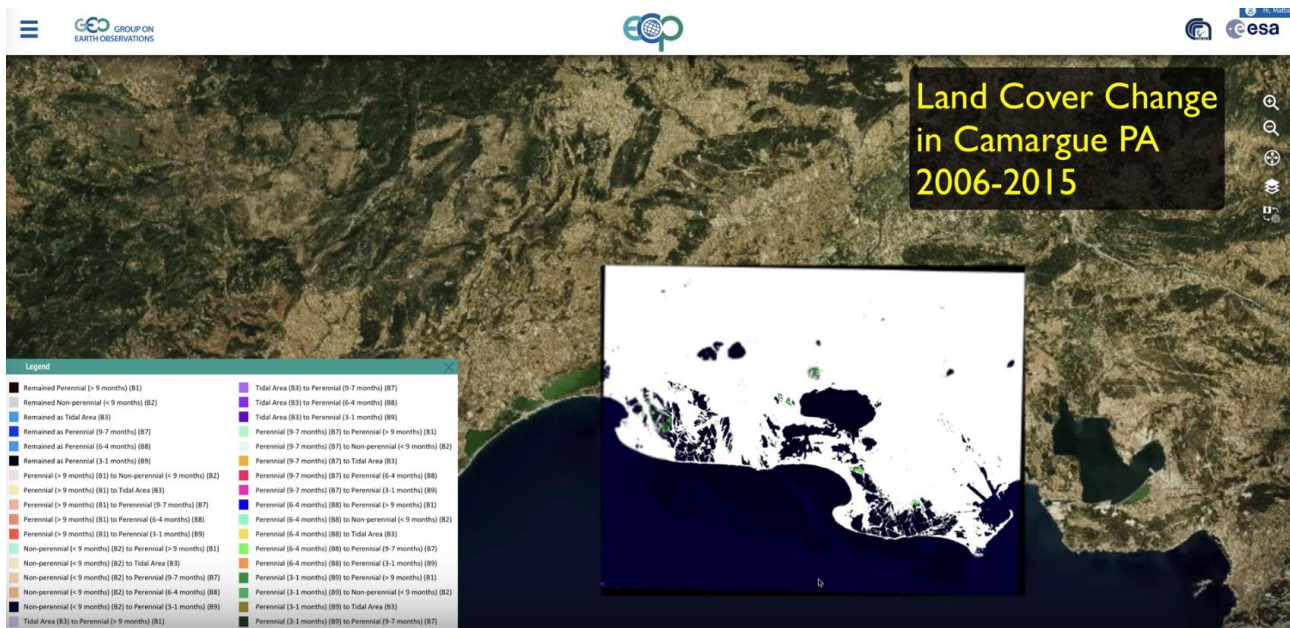 GEO GROUP ON
EARTH OBSERVATIONS
ecp
Hi, Mattia
esa
Land Cover Change
in Camargue PA
2006-2015
Legend
Remained Perennial (> 9 months) (B1)
Remained Non-perennial (< 9 months) (B2)
Remained as Tidal Area (B3)
Remained as Perennial (9-7 months) (B7)
Remained as Perennial (6-4 months) (B8)
Remained as Perennial (3-1 months) (B9)
Perennial (> 9 months) (B1) to Non-perennial (< 9 months) (B2)
Perennial (> 9 months) (B1) to Tidal Area (B3)
Perennial (> 9 months) (B1) to Perennnial (9-7 months) (B7)
Perennial (> 9 months) (B1) to Perennial (6-4 months) (B8)
Perennial (> 9 months) (B1) to Perennial (3-1 months) (B9)
Non-perennial (< 9 months) (B2) to Perennial (> 9 months) (B1)
Non-perennial (< 9 months) (B2) to Tidal Area (B3)
Non-perennial (< 9 months) (B2) to Perennial (9-7 months) (B7)
Non-perennial (< 9 months) (B2) to Perennial (6-4 months) (B8)
Non-perennial (< 9 months) (B2) to Perennial (3-1 months) (B9)
Tidal Area (B3) to Perennial (> 9 months) (B1)
Tidal Area (B3) to Perennial (9-7 months) (B7)
Tidal Area (B3) to Perennial (6-4 months) (B8)
Tidal Area (B3) to Perennial (3-1 months) (B9)
Perennial (9-7 months) (B7) to Perennial (> 9 months) (B1)
Perennial (9-7 months) (B7) to Non-perennial (< 9 months) (B2)
Perennial (9-7 months) (B7) to Tidal Area (B3)
Perennial (9-7 months) (B7) to Perennial (6-4 months) (B8)
Perennial (9-7 months) (B7) to Perennial (3-1 months) (B9)
Perennial (6-4 months) (B8) to Perennial (> 9 months) (B1)
Perennial (6-4 months) (B8) to Non-perennial (< 9 months) (B2)
Perennial (6-4 months) (B8) to Tidal Area (B3)
Perennial (6-4 months) (B8) to Perennial (9-7 months) (B7)
Perennial (6-4 months) (B8) to Perennial (3-1 months) (B9)
Perennial (3-1 months) (B9) to Perennial (> 9 months) (B1)
Perennial (3-1 months) (B9) to Non-perennial (< 9 months) (B2)
Perennial (3-1 months) (B9) to Tidal Area (B3)
Perennial (3-1 months) (B9) to Perennial (9-7 months) (B7)